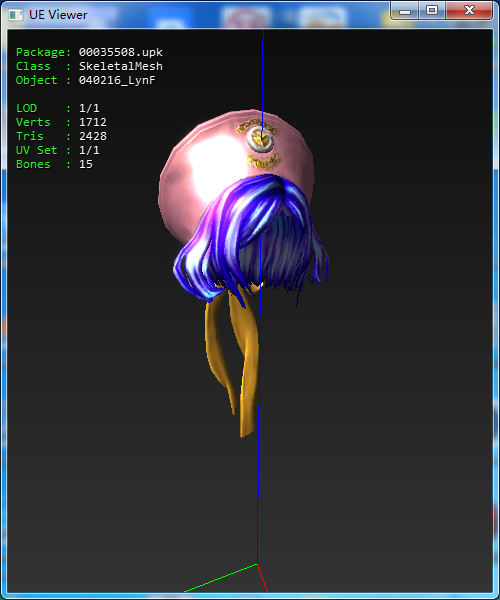 UE Viewer
Package: 00035508.upk
Class : SkeletalMesh
Object : 040216_LynF
LOD : 1/1
Verts : 1712
Tris : 2428
UV Set : 1/1
Bones : 15